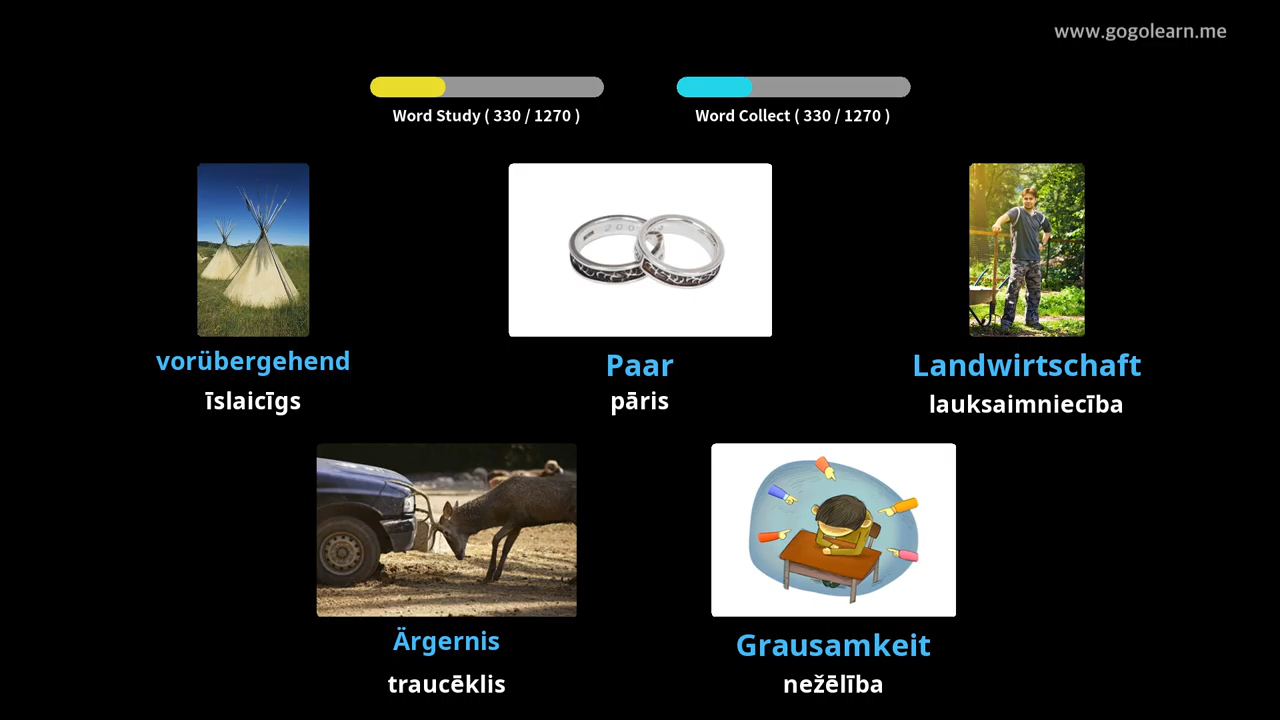 www.gogolearn.me
Word Study ( 330 / 1270 )
Word Collect ( 330 / 1270 )
vorübergehend
īslaicīgs
Paar
pāris
Landwirtschaft
lauksaimniecība
Ärgernis
traucēklis
Grausamkeit
nežēlība